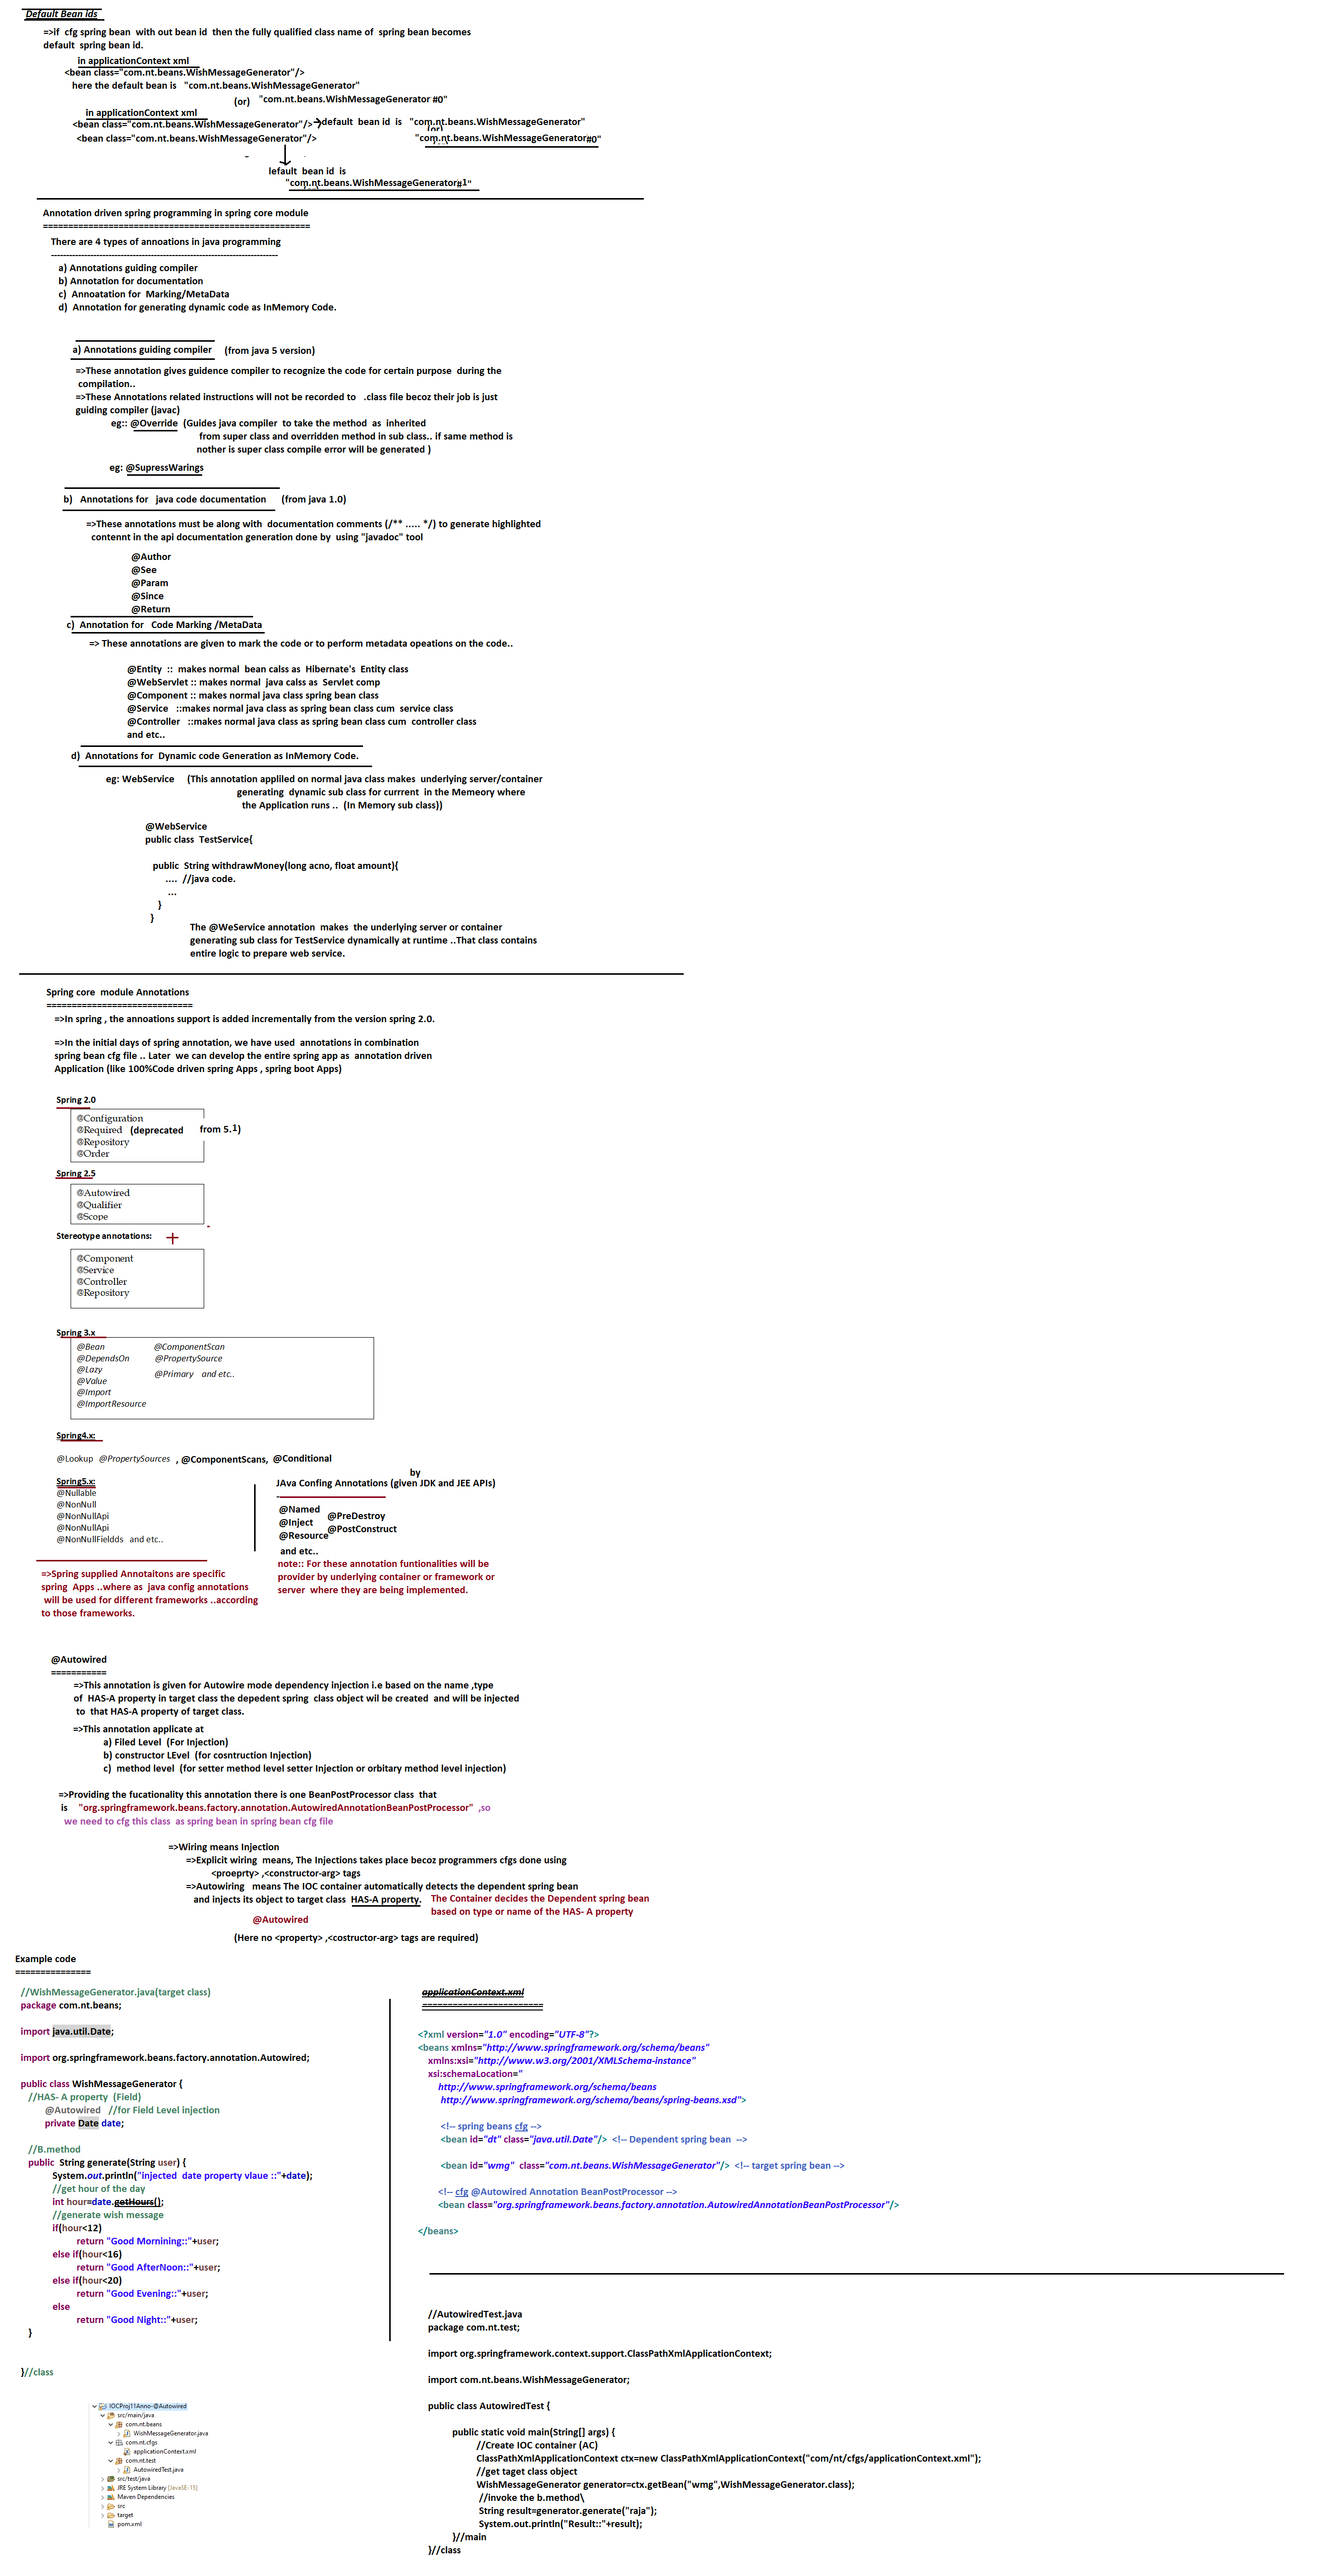 Default Bean ids
=>if cfg spring bean with out bean id then the fully qualified class name of spring bean becomes
default spring bean id.
in applicationContext xml
<bean class="com.nt.beans.WishMessageGenerator"/>
here the default bean is "com.nt.beans.WishMessageGenerator"
(or) "com.nt.beans.WishMessageGenerator #0"
in applicationContext xml
<bean class="com.nt.beans.WishMessageGenerator"/> default bean id is "com.nt.beans.WishMessageGenerator"
(or)
<bean class="com.nt.beans.WishMessageGenerator"/> "com.nt.beans.WishMessageGenerator#0"
lefault bean id is
"com.nt.beans.WishMessageGenerator#1"
Annotation driven spring programming in spring core module
=====================================================
There are 4 types of annoations in java programming
---------------------------------------------------------------------------
a) Annotations guiding compiler
b) Annotation for documentation
c) Annoatation for Marking/MetaData
d) Annotation for generating dynamic code as InMemory Code.
a) Annotations guiding compiler (from java 5 version)
=>These annotation gives guidence compiler to recognize the code for certain purpose during the
compilation..
=>These Annotations related instructions will not be recorded to .class file becoz their job is just
guiding compiler (javac)
eg:: @Override (Guides java compiler to take the method as inherited
from super class and overridden method in sub class.. if same method is
nother is super class compile error will be generated )
eg: @SupressWarings
b) Annotations for java code documentation (from java 1.0)
=>These annotations must be along with documentation comments (/** ..... */) to generate highlighted
contennt in the api documentation generation done by using "javadoc" tool
@Author
@See
@Param
@Since
@Return
c) Annotation for Code Marking /MetaData
=> These annotations are given to mark the code or to perform metadata opeations on the code..
@Entity :: makes normal bean calss as Hibernate's Entity class
@WebServlet :: makes normal java calss as Servlet comp
@Component :: makes normal java class spring bean class
@Service ::makes normal java class as spring bean class cum service class
@Controller ::makes normal java class as spring bean class cum controller class
and etc..
d) Annotations for Dynamic code Generation as InMemory Code.
eg: WebService (This annotation appliled on normal java class makes underlying server/container
generating dynamic sub class for currrent in the Memeory where
the Application runs .. (In Memory sub class))
@WebService
public class TestService{
public String withdrawMoney(long acno, float amount){
.... //java code.
...
}
}
The @WeService annotation makes the underlying server or container
generating sub class for TestService dynamically at runtime ..That class contains
entire logic to prepare web service.
Spring core module Annotations
=============================
=>In spring , the annoations support is added incrementally from the version spring 2.0.
=>In the initial days of spring annotation, we have used annotations in combination
spring bean cfg file .. Later we can develop the entire spring app as annotation driven
Application (like 100%Code driven spring Apps , spring boot Apps)
Spring 2.0
@Configuration
@Required (deprecated from 5.1)
@Repository
@Order
Spring 2.5
@Autowired
@Qualifier
@Scope
Stereotype annotations: +
@Component
@Service
@Controller
@Repository
Spring 3.x
@Bean @ComponentScan
@DependsOn @PropertySource
@Lazy
@Primary and etc..
@Value
@Import
@ImportResource
Spring4.x:
@Lookup @PropertySources , @ComponentScans, @Conditional
Spring5.x:
@Nullable
@NonNull
@NonNullApi
@NonNullApi
@NonNullFieldds and etc..
by
JAva Confing Annotations (given JDK and JEE APIs)
@Named
@Inject @PreDestroy
@Resource @PostConstruct
and etc..
note:: For these annotation funtionalities will be
provider by underlying container or framework or
server where they are being implemented.
=>Spring supplied Annotaitons are specific
spring Apps ..where as java config annotations
will be used for different frameworks ..according
to those frameworks.
@Autowired
===========
=>This annotation is given for Autowire mode dependency injection i.e based on the name ,type
of HAS-A property in target class the depedent spring class object wil be created and will be injected
to that HAS-A property of target class.
=>This annotation applicate at
a) Filed Level (For Injection)
b) constructor LEvel (for cosntruction Injection)
c) method level (for setter method level setter Injection or orbitary method level injection)
=>Providing the fucationality this annotation there is one BeanPostProcessor class that
is "org.springframework.beans.factory.annotation.AutowiredAnnotationBeanPostProcessor" ,so
we need to cfg this class as spring bean in spring bean cfg file
=>Wiring means Injection
=>Explicit wiring means, The Injections takes place becoz programmers cfgs done using
<proeprty> ,<constructor-arg> tags
=>Autowiring means The IOC container automatically detects the dependent spring bean
and injects its object to target class HAS-A property. The Container decides the Dependent spring bean
based on type or name of the HAS- A property
@Autowired
(Here no <property> ,<costructor-arg> tags are required)
Example code
===============
//WishMessageGenerator.java(target class)
package com.nt.beans;
import java.util.Date;
import org.springframework.beans.factory.annotation.Autowired;
public class WishMessageGenerator {
//HAS- A property (Field)
@Autowired //for Field Level injection
private Date date;
//B.method
public String generate(String user) {
System.out.println("injected date property vlaue ::"+date);
//get hour of the day
int hour=date.getHours();
//generate wish message
if(hour<12)
return "Good Mornining::"+user;
else if(hour<16)
return "Good AfterNoon::"+user;
else if(hour<20)
return "Good Evening::"+user;
else
return "Good Night::"+user;
}
}//class
IOCProj11Anno-@Autowired
src/main/java
com.nt.beans
WishMessageGenerator.java
com.nt.cfgs
applicationContext.xml
com.nt.test
AutowiredTest.java
src/test/java
JRE System Library [JavaSE-15]
Maven Dependencies
src
target
pom.xml
applicationContext.xml
========================
<?xml version="1.0" encoding="UTF-8"?>
<beans xmlns="http://www.springframework.org/schema/beans"
xmlns:xsi="http://www.w3.org/2001/XMLSchema-instance"
xsi:schemaLocation="
http://www.springframework.org/schema/beans
http://www.springframework.org/schema/beans/spring-beans.xsd">
<!-- spring beans cfg -->
<bean id="dt" class="java.util.Date"/> <!-- Dependent spring bean -->
<bean id="wmg" class="com.nt.beans.WishMessageGenerator"/> <!-- target spring bean -->
<!-- cfg @Autowired Annotation BeanPostProcessor -->
<bean class="org.springframework.beans.factory.annotation.AutowiredAnnotationBeanPostProcessor"/>
</beans>
//AutowiredTest.java
package com.nt.test;
import org.springframework.context.support.ClassPathXmlApplicationContext;
import com.nt.beans.WishMessageGenerator;
public class AutowiredTest {
public static void main(String[] args) {
//Create IOC container (AC)
ClassPathXmlApplicationContext ctx=new ClassPathXmlApplicationContext("com/nt/cfgs/applicationContext.xml");
//get taget class object
WishMessageGenerator generator=ctx.getBean("wmg",WishMessageGenerator.class);
//invoke the b.method\
String result=generator.generate("raja");
System.out.println("Result::"+result);
}//main
}//class